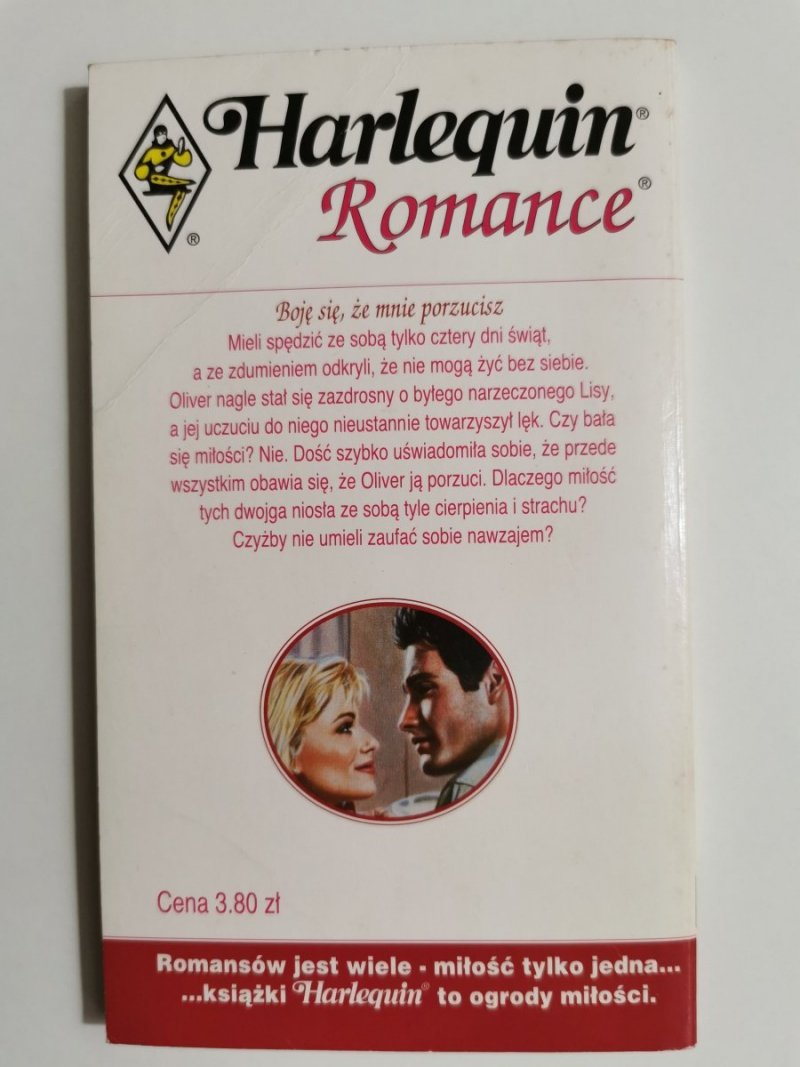 Harlequin®
Romance®
®
Boję się, że mnie porzucisz
Mieli spędzić ze sobą tylko cztery dni świąt,
a ze zdumieniem odkryli, że nie mogą żyć bez siebie.
Oliver nagle stał się zazdrosny o byłego narzeczonego Lisy,
a jej uczuciu do niego nieustannie towarzyszył lęk. Czy bała
się miłości? Nie. Dość szybko uświadomiła sobie, że przede
wszystkim obawia się, że Oliver ją porzuci. Dlaczego miłość
tych dwojga niosła ze sobą tyle cierpienia i strachu?
Czyżby nie umieli zaufać sobie nawzajem?
Cena 3.80 zł
Romansów jest wiele - miłość tylko jedna...
...książki Harlequin® to ogrody miłości.